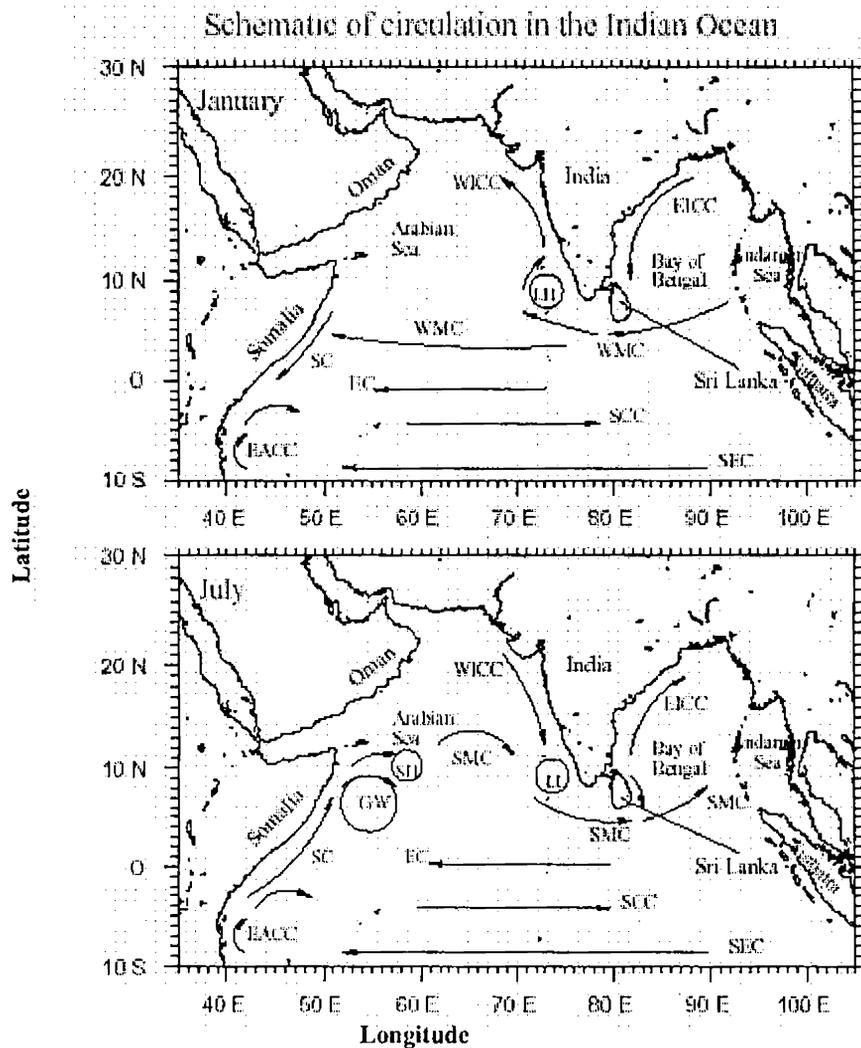 Schematic of circulation in the Indian Ocean
Latitude
30 N
January
Oman
WICC
India
20 N
EICC
Arabian
Sea
Bay of
Bengal
Andaman
Sea
10 N
LH
Somalia
WMC
WMC
SC
Sri Lanka
0
EC
SCC
EACC
SEC
10 S
40 E 50 E 60 E 70 E 80 E 90 E 100 E
30 N
July
Oman
WICC
India
20 N
EICC
Arabian
Sea
SMC
Bay of
Bengal
Andaman
Sea
10 N
SH
LL
GW
SMC
Somalia
SMC
SC
EC
Sri Lanka
0
SCC
EACC
SEC
10 S
40 E 50 E 60 E 70 E 80 E 90 E 100 E
Longitude